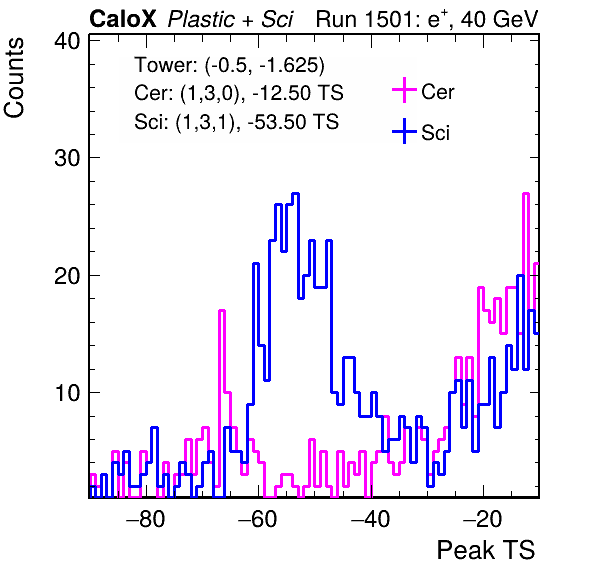 CaloX Plastic + Sci Run 1501: e⁺, 40 GeV
Counts
40
Tower: (-0.5, -1.625)
Cer: (1,3,0), -12.50 TS
Sci: (1,3,1), -53.50 TS
Cer
Sci
30
20
10
−80 −60 −40 −20
Peak TS